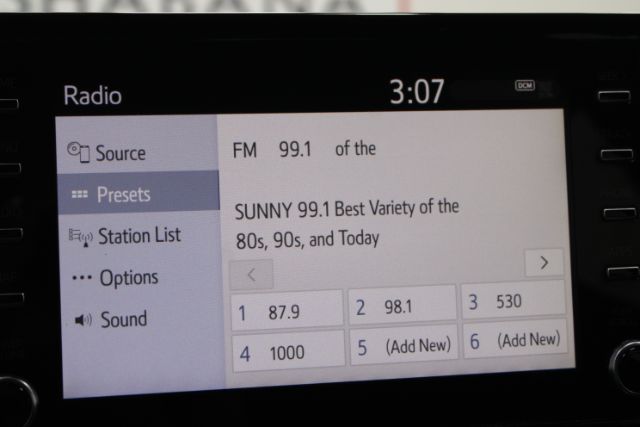 Radio
3:07
DCM
Source
FM 99.1 of the
Presets
SUNNY 99.1 Best Variety of the
80s, 90s, and Today
Station List
Options
<
>
1 87.9
2 98.1
3 530
Sound
4 1000
5 (Add New)
6 (Add New)